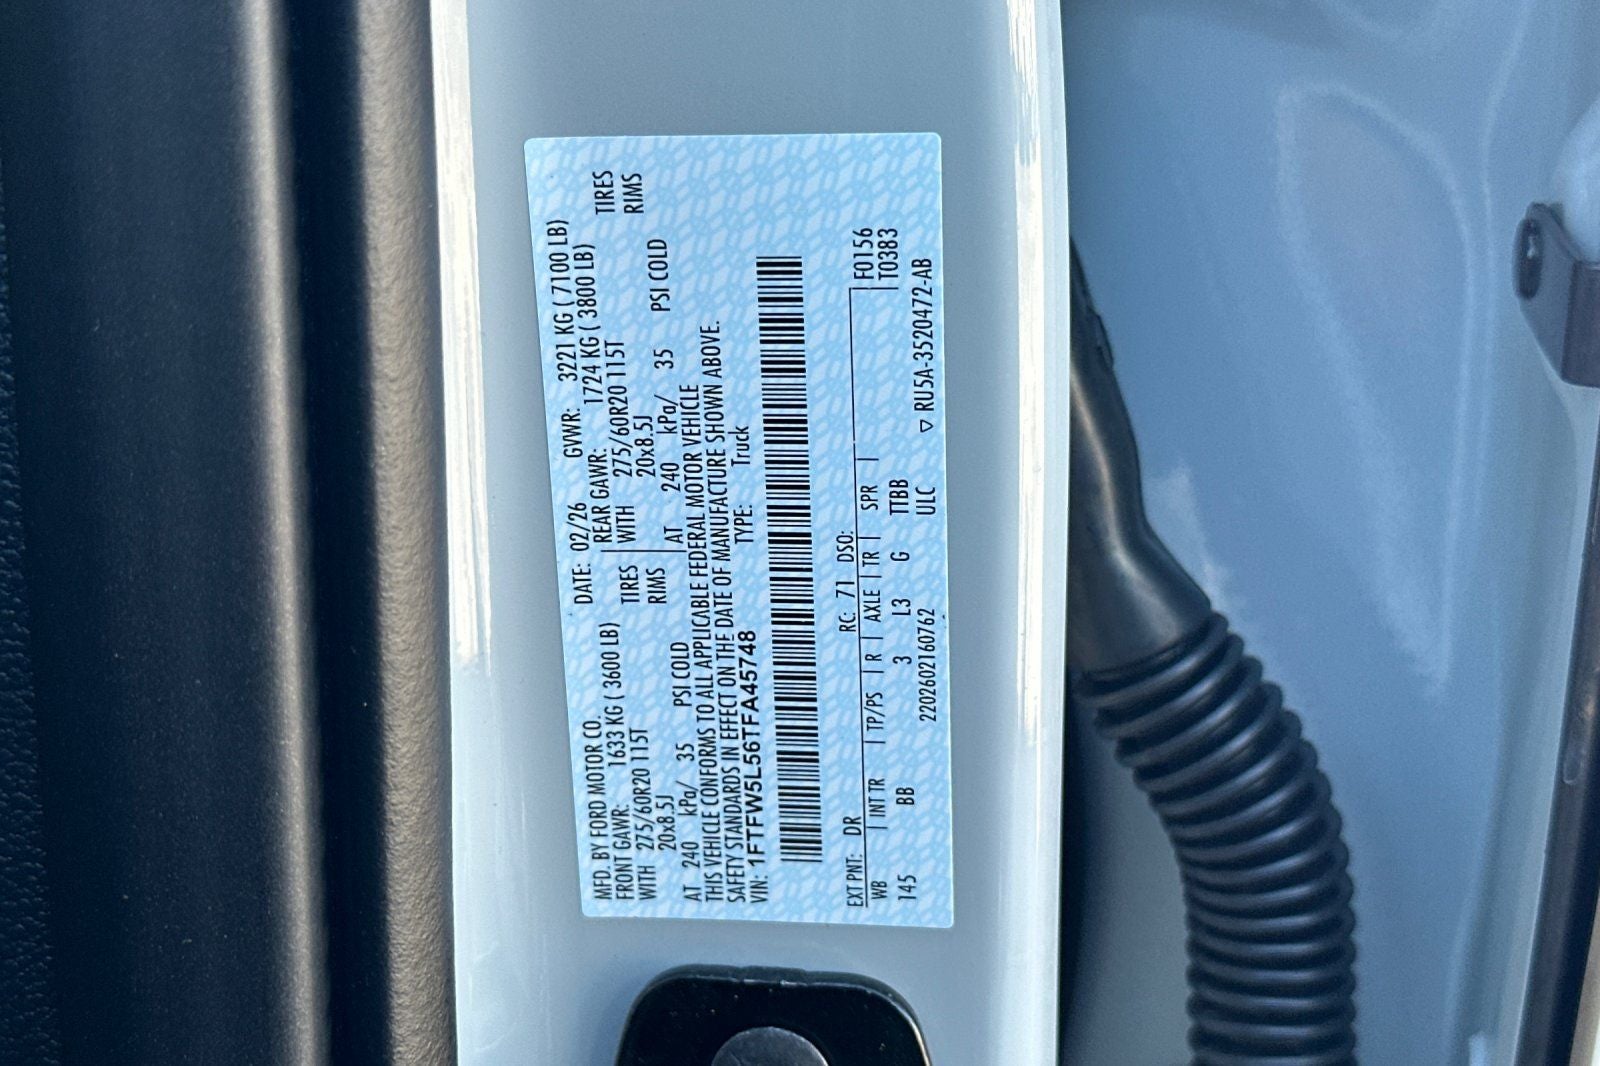 MFD. BY FORD MOTOR CO. DATE: 02/26 GVWR: 3221 KG ( 7100 LB)
FRONT GAWR: 1633 KG ( 3600 LB) REAR GAWR: 1724 KG ( 3800 LB)
WITH 275/60R20 115T TIRES WITH 275/60R20 115T TIRES
20x8.5J RIMS 20x8.5J RIMS
AT 240 kPa/ 35 PSI COLD AT 240 kPa/ 35 PSI COLD
THIS VEHICLE CONFORMS TO ALL APPLICABLE FEDERAL MOTOR VEHICLE
SAFETY STANDARDS IN EFFECT ON THE DATE OF MANUFACTURE SHOWN ABOVE.
VIN: 1FTFW5L56TFA45748 TYPE: Truck
EXT PNT: DR RC: 71 DSO: F0156
WB INT TR TP/PS R AXLE TR SPR T0383
145 BB 3 L3 G TTBB
2202602160762 ULC ▽ RU5A-3520472-AB